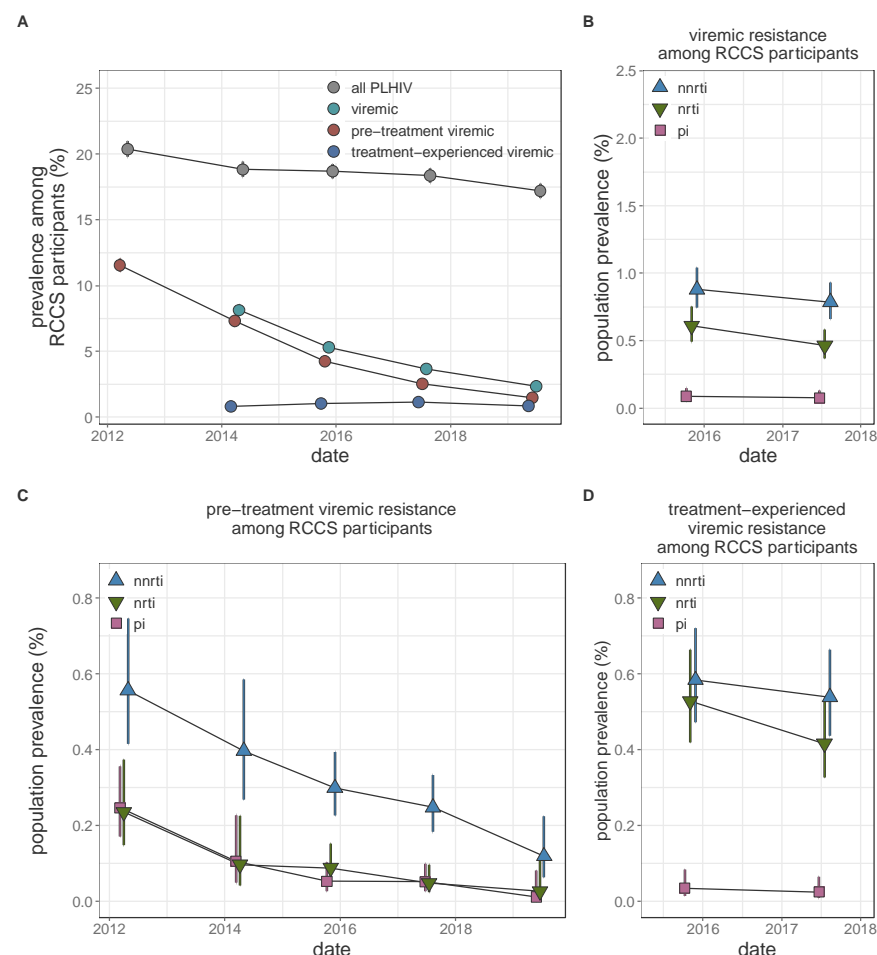 A
25
20
15
10
5
0
prevalence among
RCCS participants (%)
all PLHIV
viremic
pre−treatment viremic
treatment−experienced viremic
2012
2014
2016
2018
date
B
viremic resistance
among RCCS participants
2.5
2.0
1.5
1.0
0.5
0.0
population prevalence (%)
nnrti
nrti
pi
2016
2017
2018
date
C
pre−treatment viremic resistance
among RCCS participants
0.8
0.6
0.4
0.2
0.0
population prevalence (%)
nnrti
nrti
pi
2012
2014
2016
2018
date
D
treatment−experienced
viremic resistance
among RCCS participants
0.8
0.6
0.4
0.2
0.0
population prevalence (%)
nnrti
nrti
pi
2016
2017
2018
date